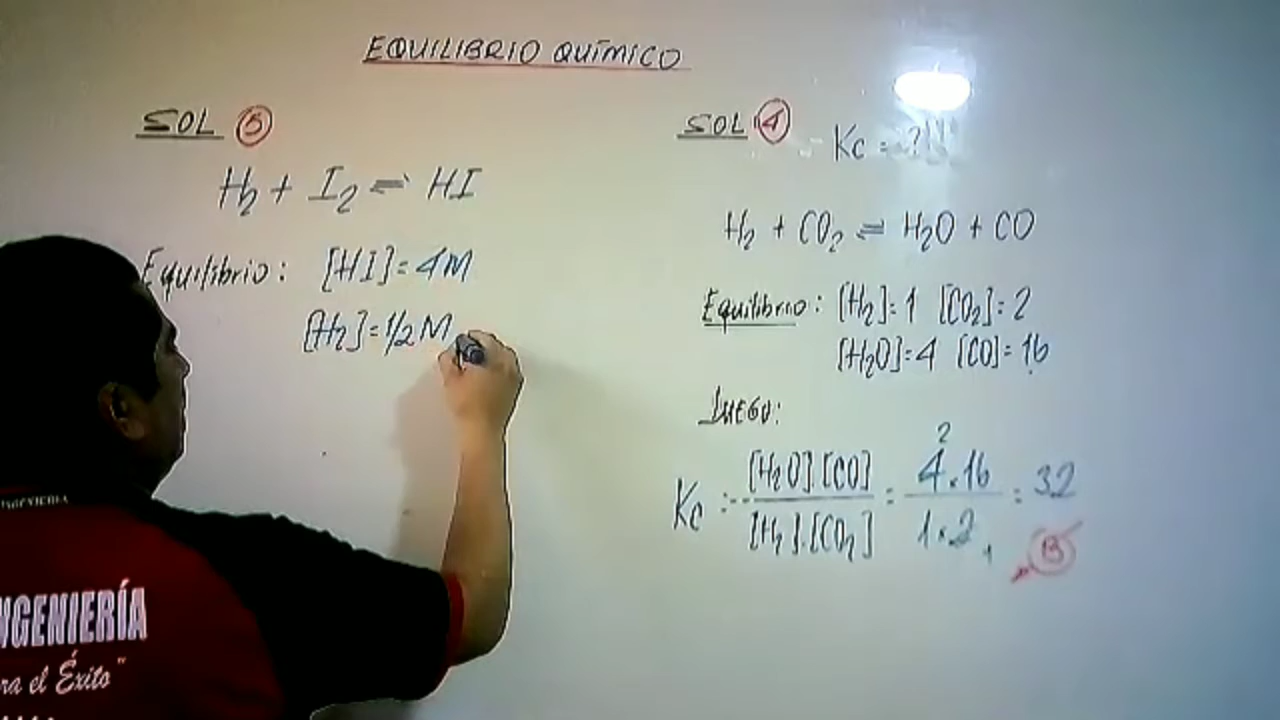 EQUILIBRIO QUÍMICO
SOL 5
H₂ + I₂ ⇌ HI
Equilibrio: [HI]=4M
[H₂]=1/2M
SOL 4 Kc = ?!!
H₂ + CO₂ ⇌ H₂O + CO
Equilibrio: [H₂]=1 [CO₂]=2
[H₂O]=4 [CO]=16
LUEGO:
2
Kc = [H₂O].[CO] / [H₂].[CO₂] = 4.16 / 1.2 = 32
B
INGENIERÍA
ra el Éxito"